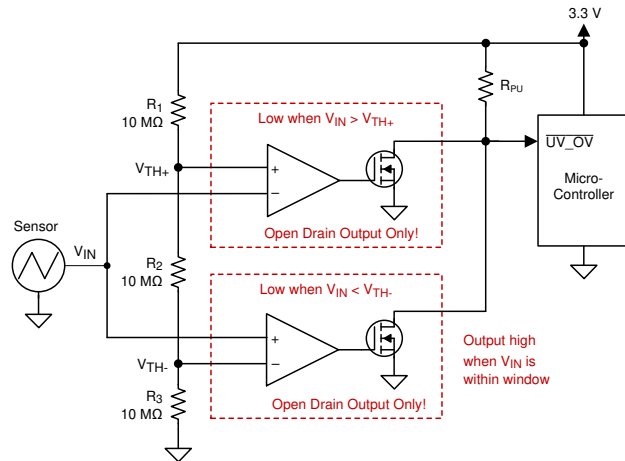 3.3 V
R1
10 MΩ
RPU
Low when VIN > VTH+
UV_OV
Micro-
Controller
VTH+
+
−
Open Drain Output Only!
Sensor
VIN
R2
10 MΩ
Low when VIN < VTH-
+
−
Output high
when VIN is
within window
VTH-
R3
10 MΩ
Open Drain Output Only!